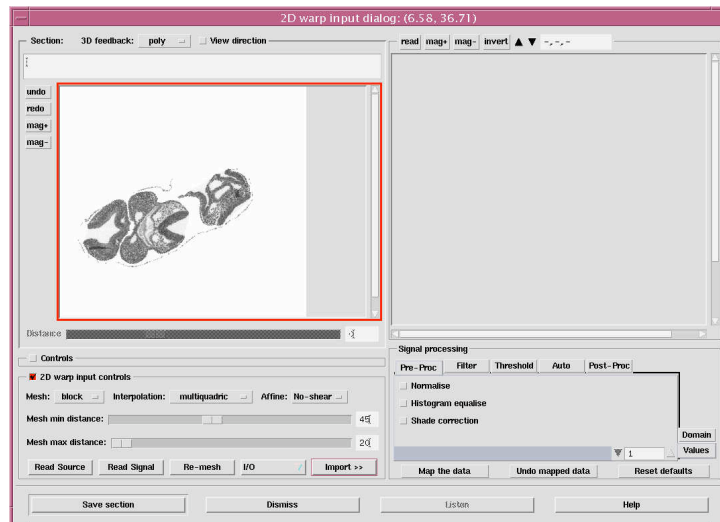 2D warp input dialog: (6.58, 36.71)
Section: 3D feedback: poly View direction
read mag+ mag- invert -,-,-
undo
redo
mag+
mag-
Distance
Controls
2D warp input controls
Mesh: block Interpolation: multiquadric Affine: No-shear
Mesh min distance: 45
Mesh max distance: 20
Read Source Read Signal Re-mesh I/O Import >>
Signal processing
Pre-Proc Filter Threshold Auto Post-Proc
Normalise
Histogram equalise
Shade correction
Domain
1 Values
Map the data Undo mapped data Reset defaults
Save section Dismiss Listen Help